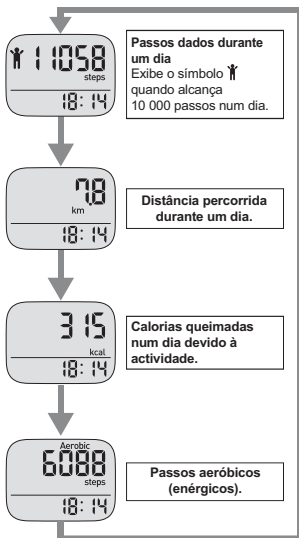 11058
steps
18:14
Passos dados durante
um dia
Exibe o símbolo
quando alcança
10 000 passos num dia.
7.8
km
18:14
Distância percorrida
durante um dia.
315
kcal
18:14
Calorias queimadas
num dia devido à
actividade.
Aerobic
6088
steps
18:14
Passos aeróbicos
(enérgicos).